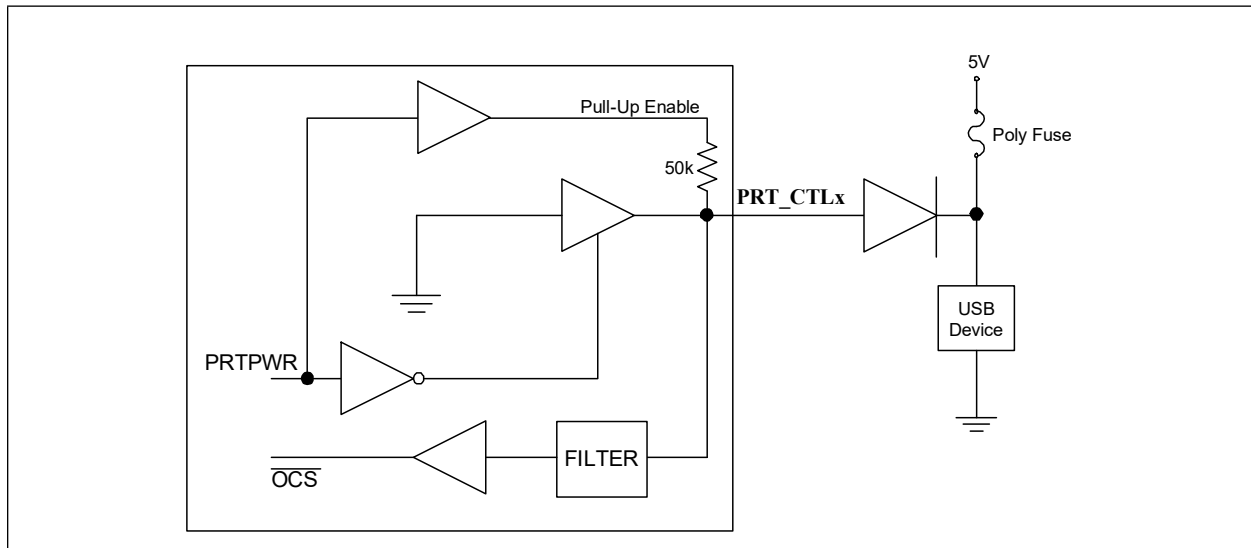 5V
Pull-Up Enable
Poly Fuse
50k
PRT_CTLx
USB
Device
PRTPWR
FILTER
OCS